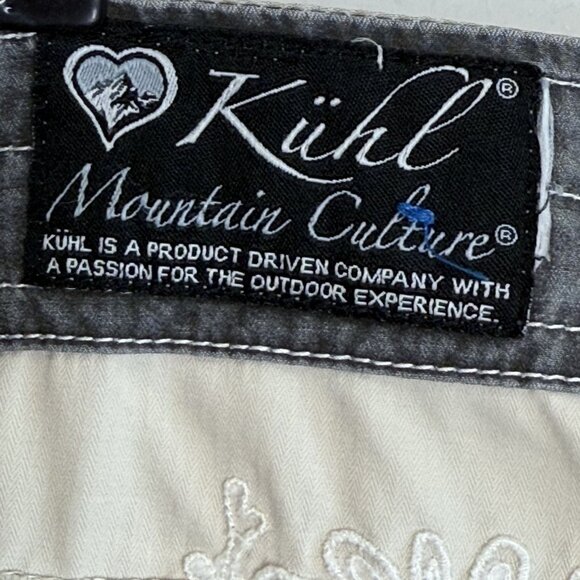 Kühl®
Mountain Culture®
KÜHL IS A PRODUCT DRIVEN COMPANY WITH
A PASSION FOR THE OUTDOOR EXPERIENCE.